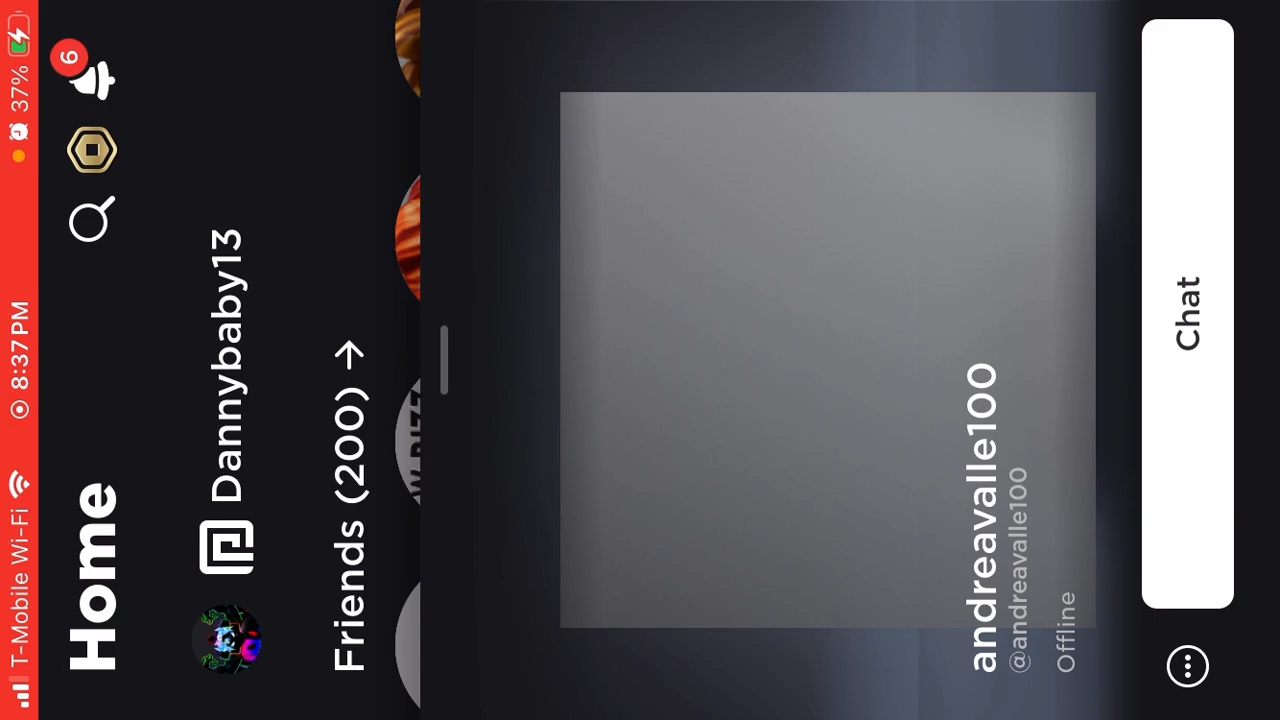 T-Mobile Wi-Fi 8:37 PM 37%
Home
6
Dannybaby13
Friends (200) →
andreavalle100
@andreavalle100
Offline
Chat